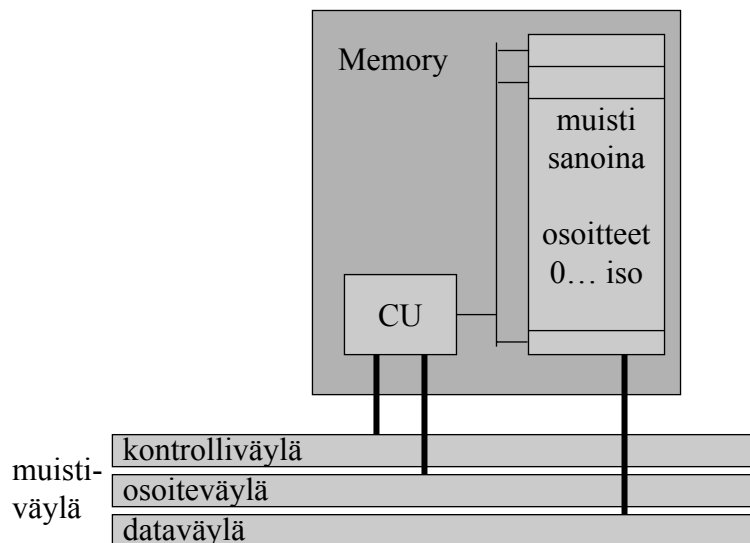 Memory
muisti
sanoina
osoitteet
0… iso
CU
muisti-
väylä
kontrolliväylä
osoiteväylä
dataväylä